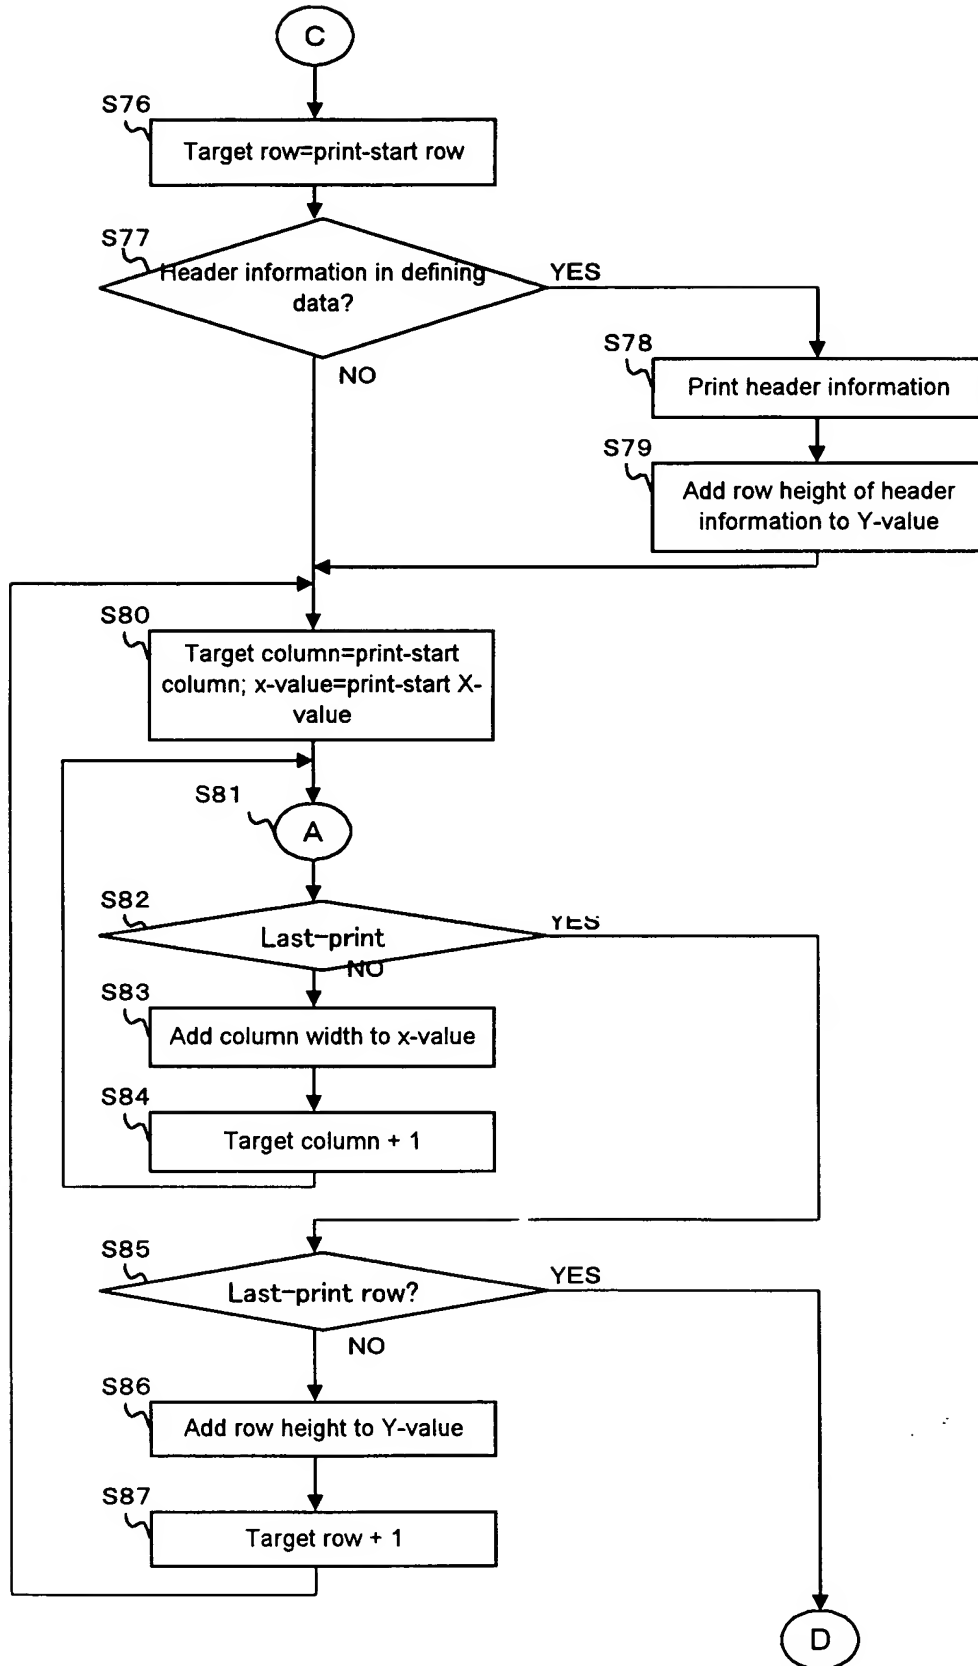 C
S76
Target row=print-start row
S77
Header information in defining
data?
YES
NO
S78
Print header information
S79
Add row height of header
information to Y-value
S80
Target column=print-start
column; x-value=print-start X-
value
S81
A
S82
Last-print
YES
NO
S83
Add column width to x-value
S84
Target column + 1
S85
Last-print row?
YES
NO
S86
Add row height to Y-value
S87
Target row + 1
D